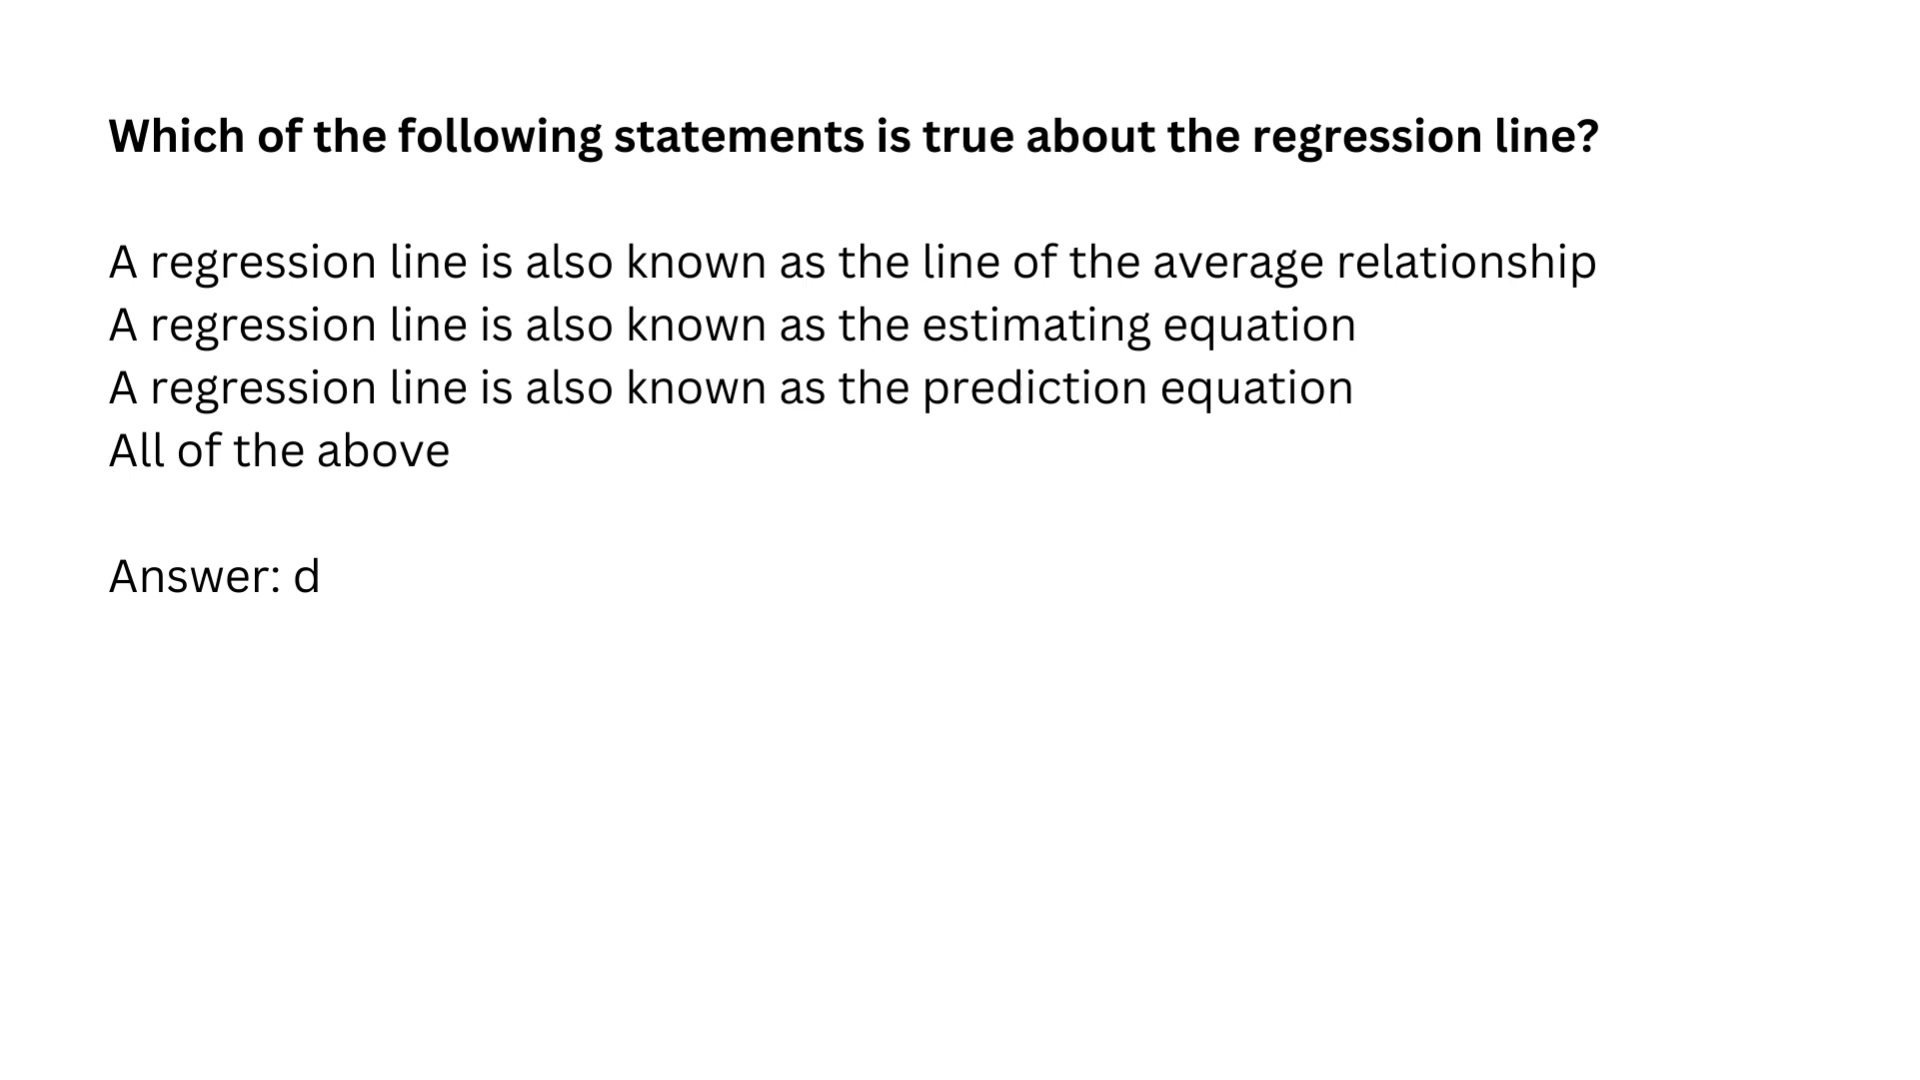 Which of the following statements is true about the regression line?
A regression line is also known as the line of the average relationship
A regression line is also known as the estimating equation
A regression line is also known as the prediction equation
All of the above
Answer: d